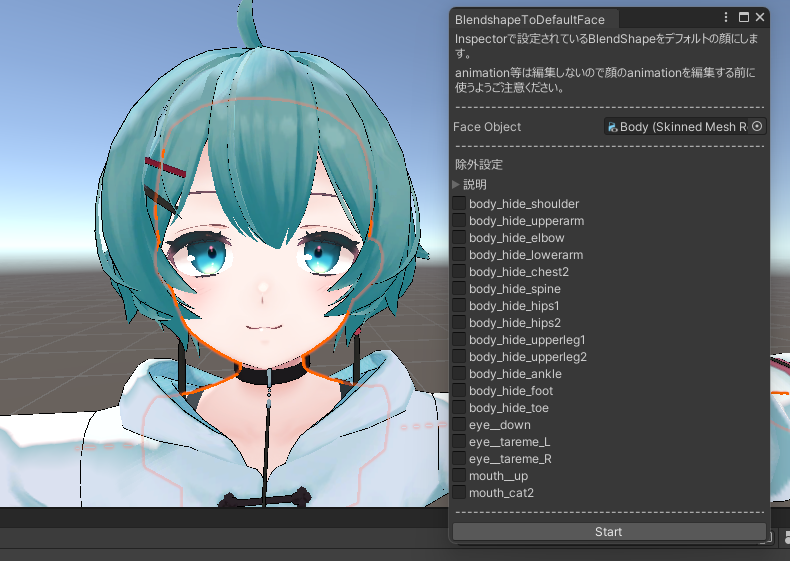 BlendshapeToDefaultFace
Inspectorで設定されているBlendShapeをデフォルトの顔にしま
す。
animation等は編集しないので顔のanimationを編集する前に
使うようご注意ください。
Face Object
Body (Skinned Mesh R
除外設定
説明
body_hide_shoulder
body_hide_upperarm
body_hide_elbow
body_hide_lowerarm
body_hide_chest2
body_hide_spine
body_hide_hips1
body_hide_hips2
body_hide_upperleg1
body_hide_upperleg2
body_hide_ankle
body_hide_foot
body_hide_toe
eye__down
eye__tareme_L
eye__tareme_R
mouth__up
mouth_cat2
Start